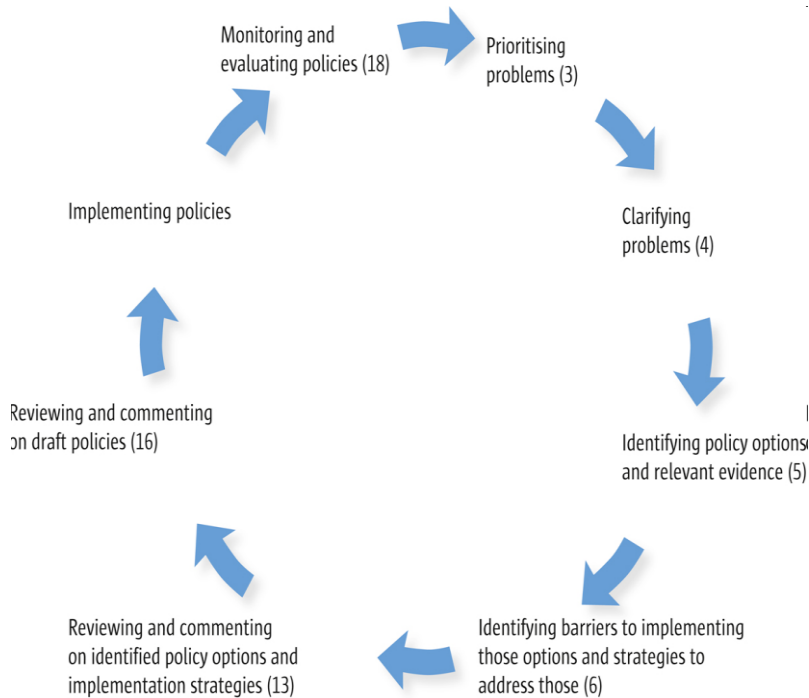 Monitoring and
evaluating policies (18)
Prioritising
problems (3)
Clarifying
problems (4)
Identifying policy options
and relevant evidence (5)
Identifying barriers to implementing
those options and strategies to
address those (6)
Reviewing and commenting
on identified policy options and
implementation strategies (13)
Reviewing and commenting
on draft policies (16)
Implementing policies